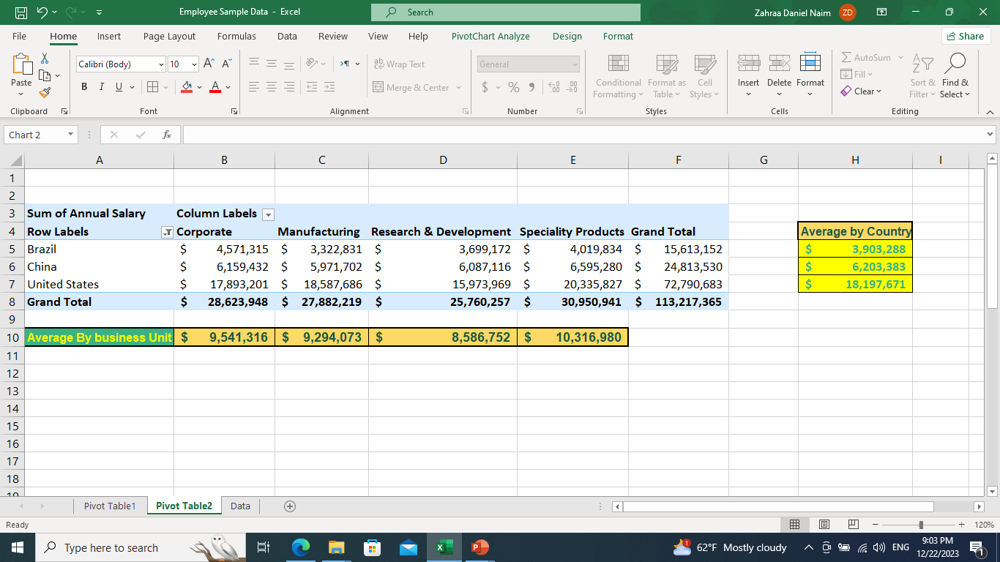 Employee Sample Data - Excel
Search
Zahraa Daniel Naim ZD
File Home Insert Page Layout Formulas Data Review View Help PivotChart Analyze Design Format Share
Calibri (Body) 10 A A ab Wrap Text General
AutoSum
Fill
Clear
Paste
B I U A
Merge & Center
$ % 9 .00 .00
Conditional Formatting
Format as Table
Cell Styles
Insert Delete Format
Sort & Filter
Find & Select
Clipboard Font Alignment Number Styles Cells Editing
Chart 2 fx
A B C D E F G H I
1
2
3 Sum of Annual Salary Column Labels
4 Row Labels Corporate Manufacturing Research & Development Speciality Products Grand Total Average by Country
5 Brazil $ 4,571,315 $ 3,322,831 $ 3,699,172 $ 4,019,834 $ 15,613,152 $ 3,903,288
6 China $ 6,159,432 $ 5,971,702 $ 6,087,116 $ 6,595,280 $ 24,813,530 $ 6,203,383
7 United States $ 17,893,201 $ 18,587,686 $ 15,973,969 $ 20,335,827 $ 72,790,683 $ 18,197,671
8 Grand Total $ 28,623,948 $ 27,882,219 $ 25,760,257 $ 30,950,941 $ 113,217,365
9
10 Average By business Unit $ 9,541,316 $ 9,294,073 $ 8,586,752 $ 10,316,980
11
12
13
14
15
16
17
18
Pivot Table1 Pivot Table2 Data
Ready 120%
Type here to search
1 62°F Mostly cloudy ENG 9:03 PM
12/22/2023 1